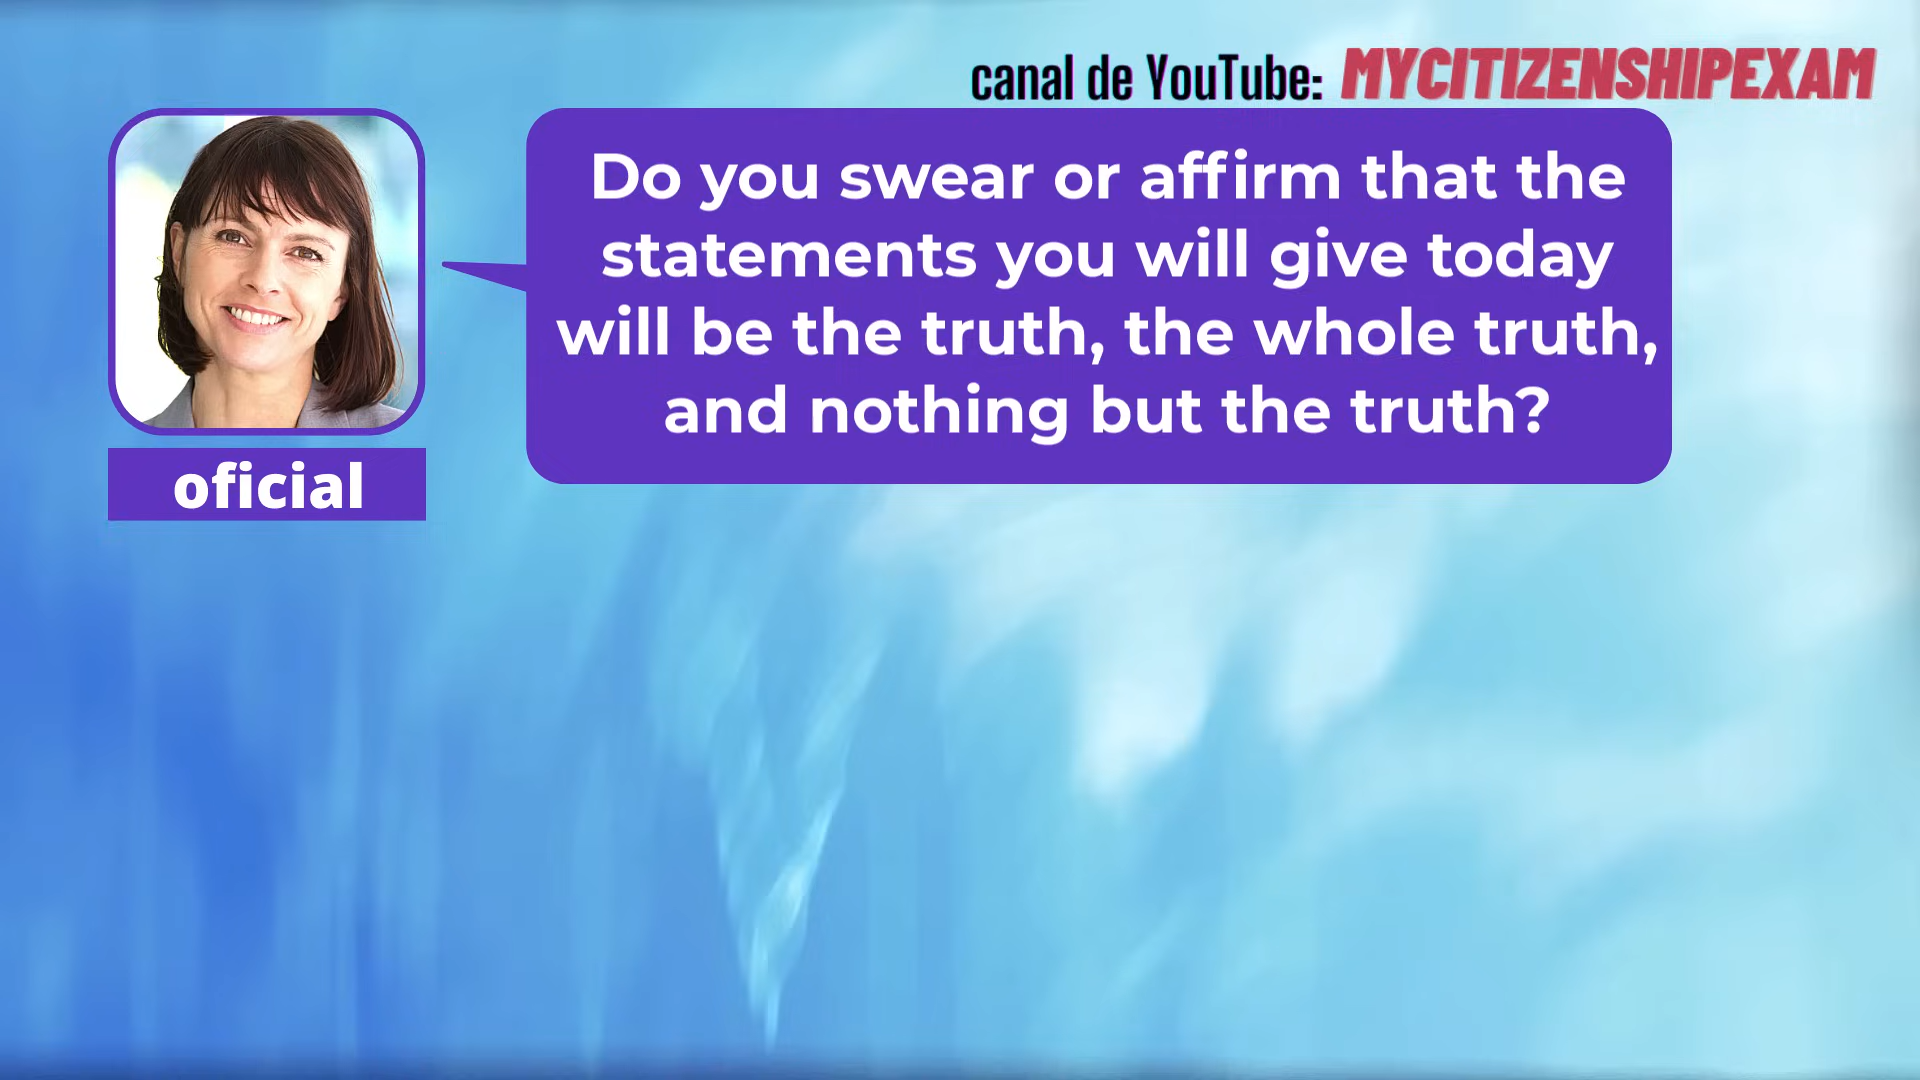 canal de YouTube: MYCITIZENSHIPEXAM
Do you swear or affirm that the
statements you will give today
will be the truth, the whole truth,
and nothing but the truth?
oficial